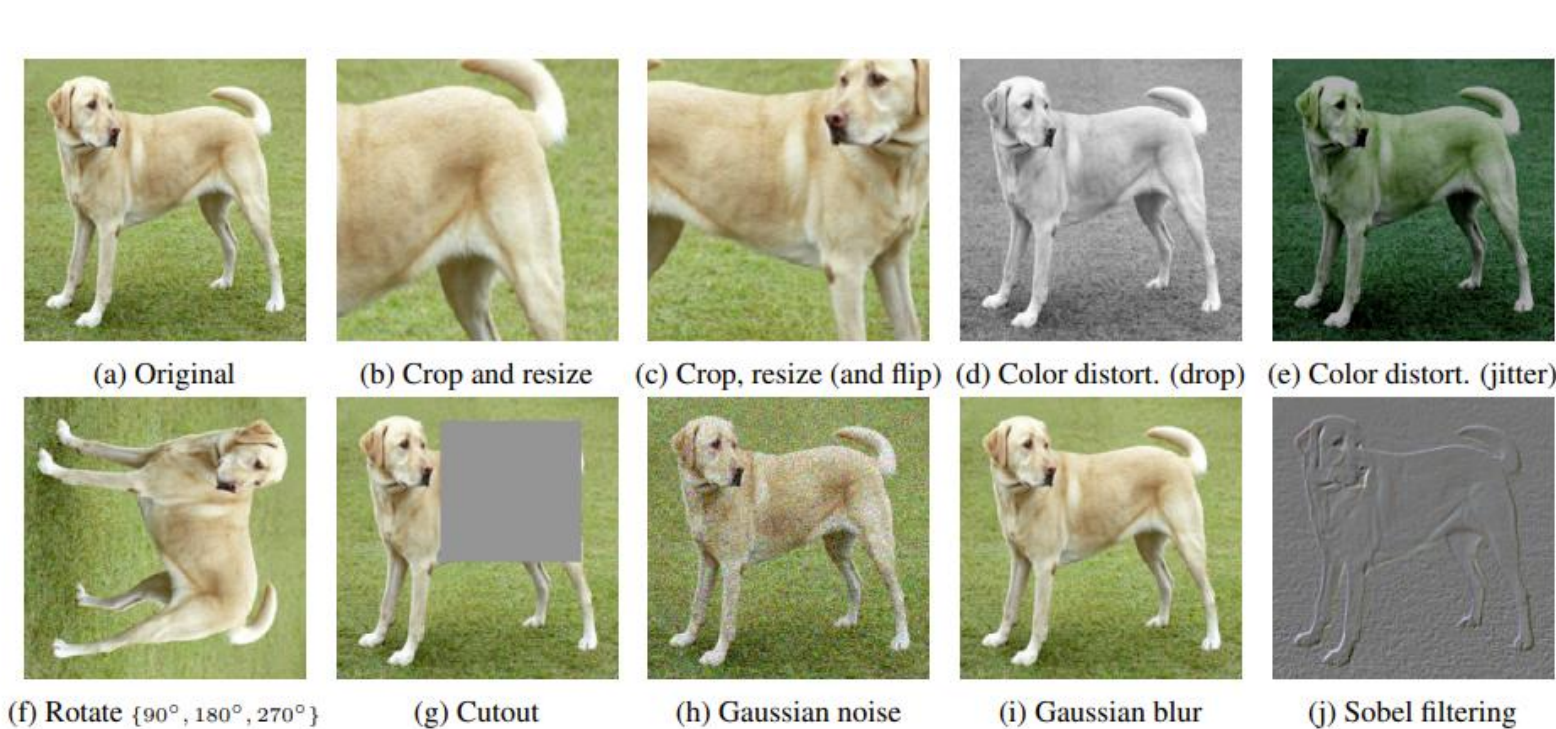 (a) Original
(b) Crop and resize
(c) Crop, resize (and flip)
(d) Color distort. (drop)
(e) Color distort. (jitter)
(f) Rotate {90°, 180°, 270°}
(g) Cutout
(h) Gaussian noise
(i) Gaussian blur
(j) Sobel filtering